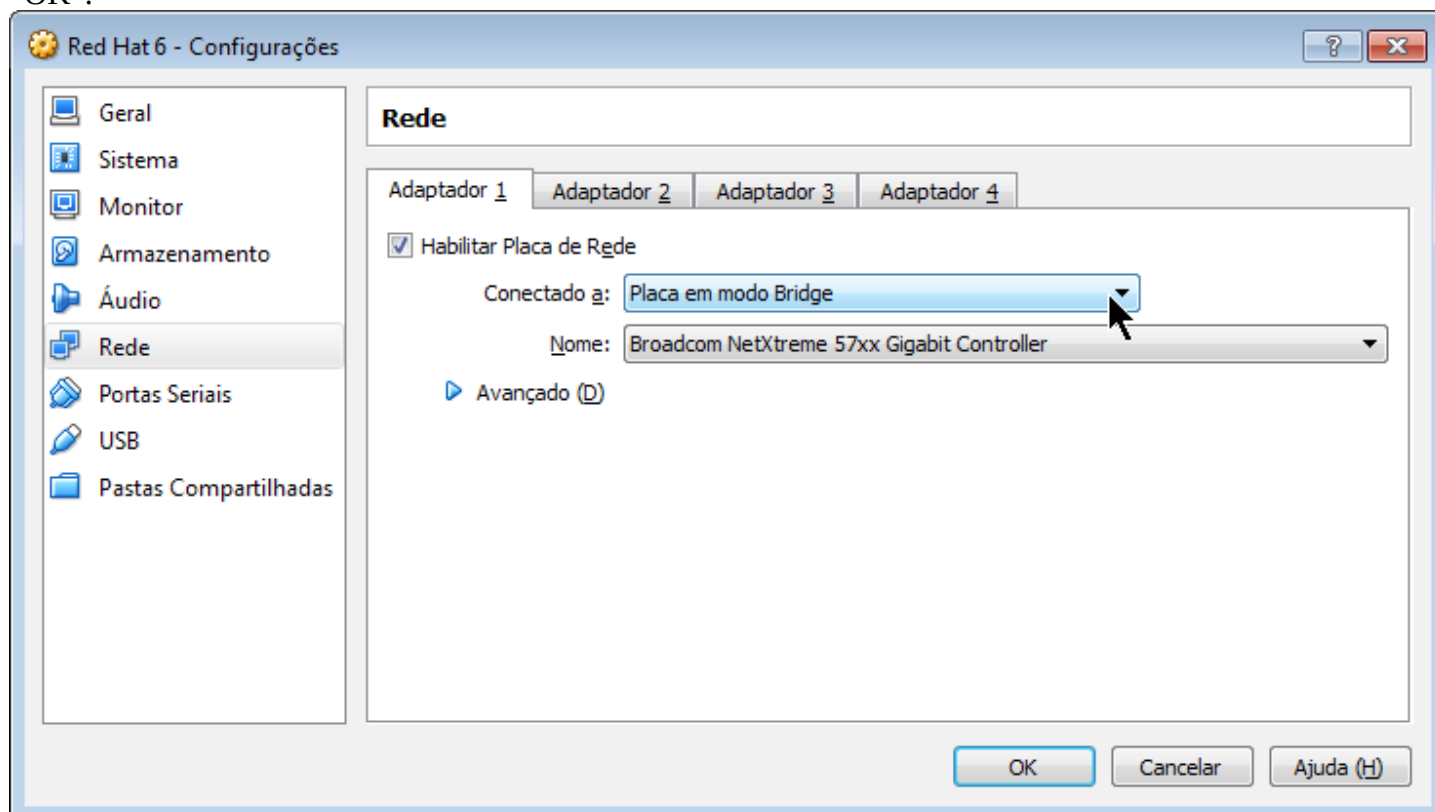 "OK".
Red Hat 6 - Configurações
Geral
Sistema
Monitor
Armazenamento
Áudio
Rede
Portas Seriais
USB
Pastas Compartilhadas
Rede
Adaptador 1 Adaptador 2 Adaptador 3 Adaptador 4
Habilitar Placa de Rede
Conectado a: Placa em modo Bridge
Nome: Broadcom NetXtreme 57xx Gigabit Controller
Avançado (D)
OK Cancelar Ajuda (H)